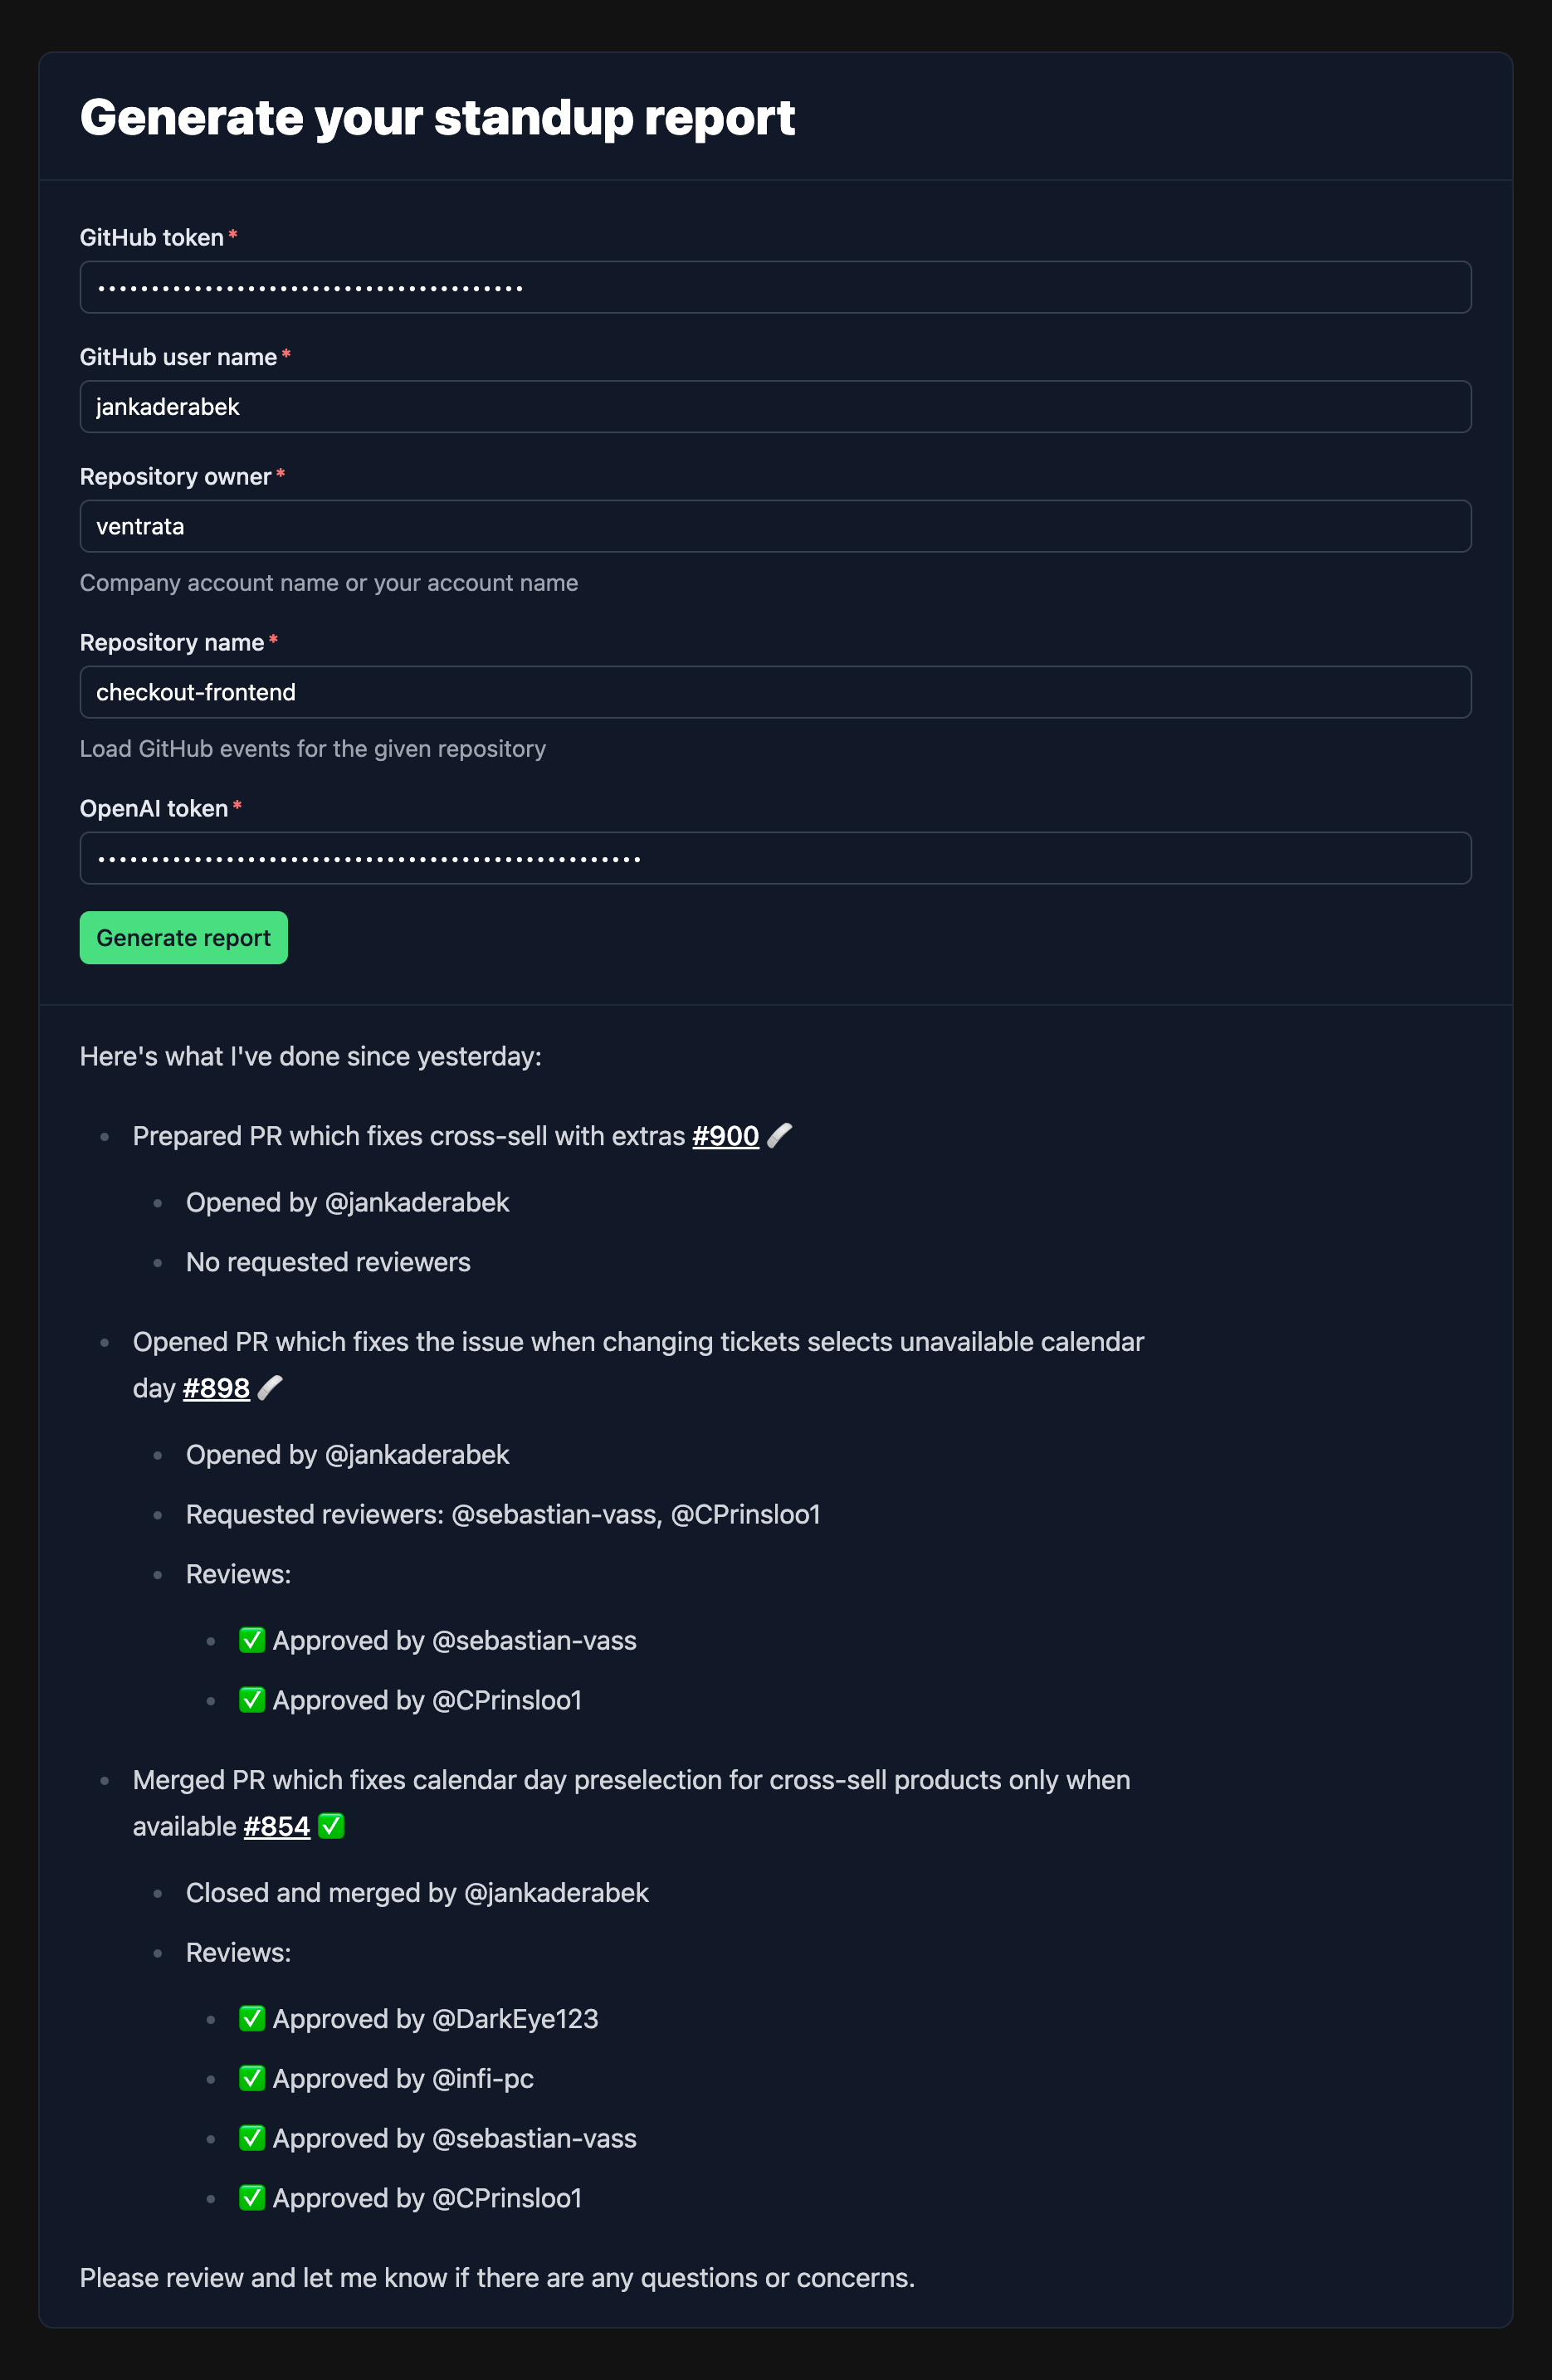 Generate your standup report
GitHub token*
••••••••••••••••••••••••••••••••••••••••
GitHub user name*
jankaderabek
Repository owner*
ventrata
Company account name or your account name
Repository name*
checkout-frontend
Load GitHub events for the given repository
OpenAI token*
•••••••••••••••••••••••••••••••••••••••••••••••••••
Generate report
Here's what I've done since yesterday:
• Prepared PR which fixes cross-sell with extras #900
• Opened by @jankaderabek
• No requested reviewers
• Opened PR which fixes the issue when changing tickets selects unavailable calendar
day #898
• Opened by @jankaderabek
• Requested reviewers: @sebastian-vass, @CPrinsloo1
• Reviews:
• ✅ Approved by @sebastian-vass
• ✅ Approved by @CPrinsloo1
• Merged PR which fixes calendar day preselection for cross-sell products only when
available #854 ✅
• Closed and merged by @jankaderabek
• Reviews:
• ✅ Approved by @DarkEye123
• ✅ Approved by @infi-pc
• ✅ Approved by @sebastian-vass
• ✅ Approved by @CPrinsloo1
Please review and let me know if there are any questions or concerns.